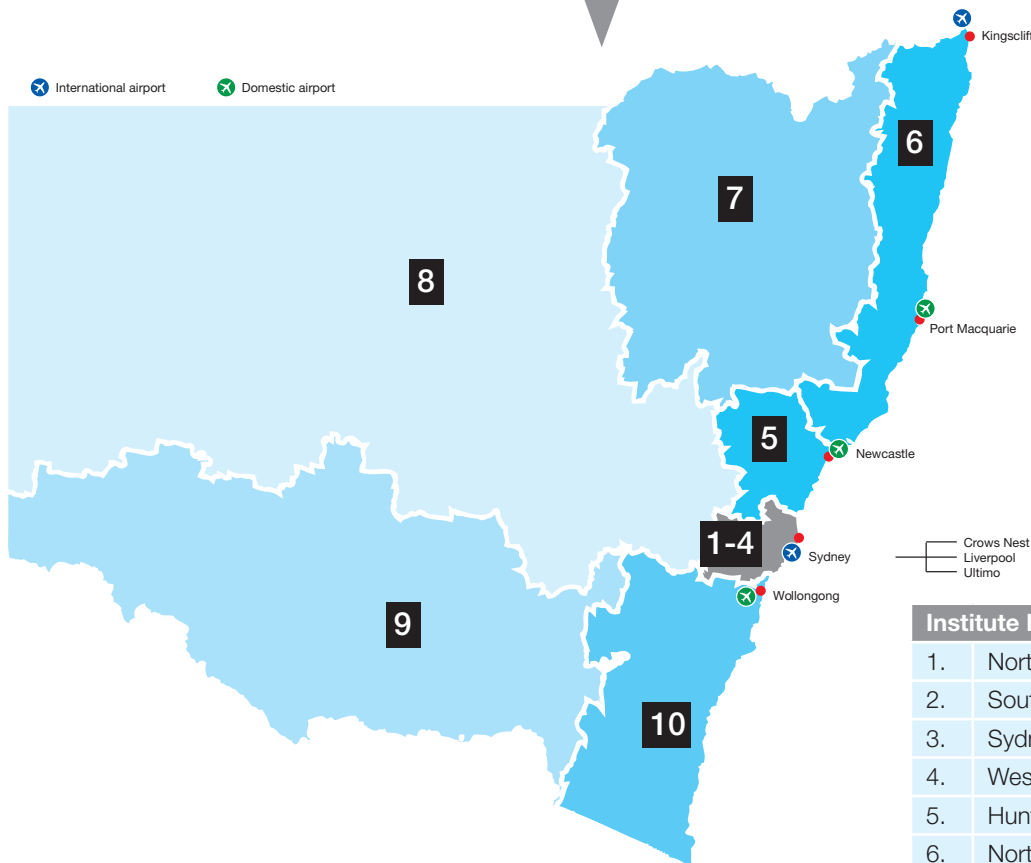 Kingscliff
International airport
Domestic airport
6
7
8
Port Macquarie
5
Newcastle
1-4
Sydney
Crows Nest
Liverpool
Ultimo
Wollongong
9
10
Institute
1.
2.
3.
4.
5.
6.